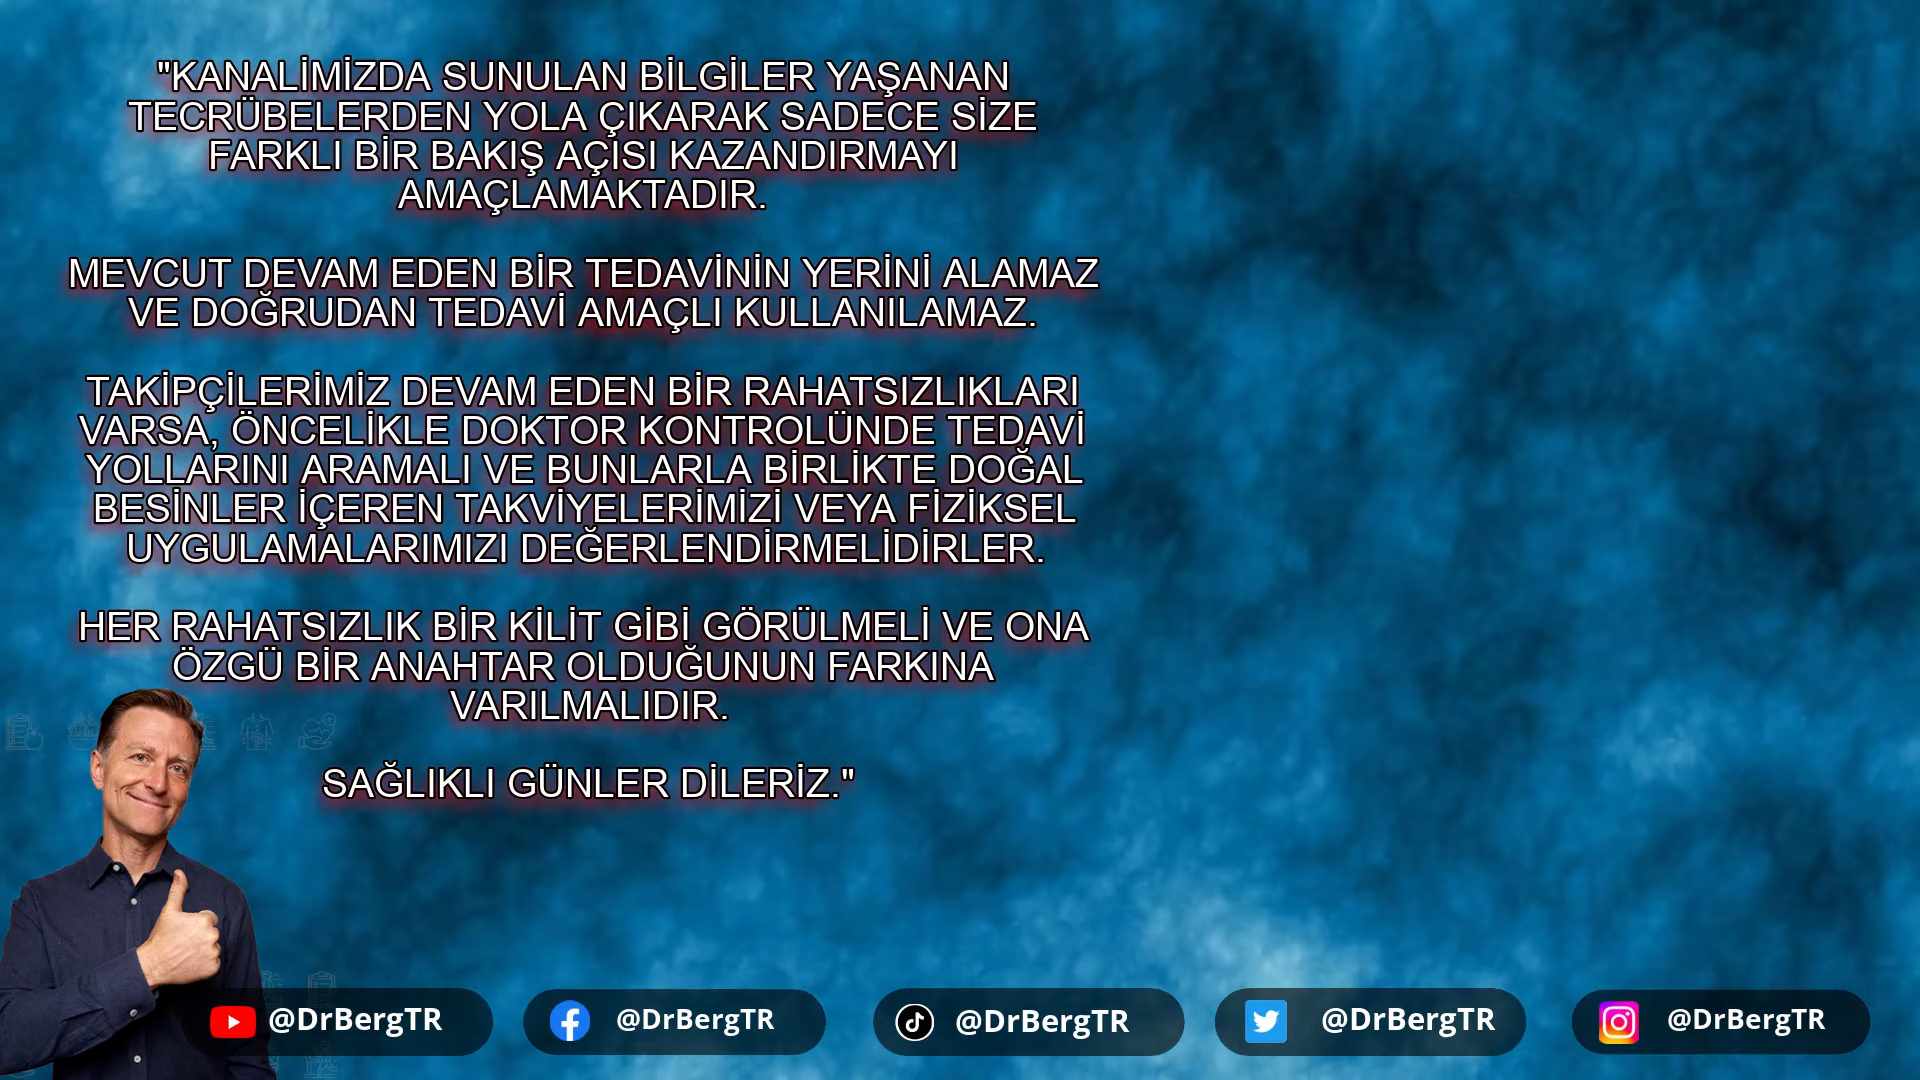 "KANALİMİZDA SUNULAN BİLGİLER YAŞANAN
TECRÜBELERDEN YOLA ÇIKARAK SADECE SİZE
FARKLI BİR BAKIŞ AÇISI KAZANDIRMAYI
AMAÇLAMAKTADIR.
MEVCUT DEVAM EDEN BİR TEDAVİNİN YERİNİ ALAMAZ
VE DOĞRUDAN TEDAVİ AMAÇLI KULLANILAMAZ.
TAKİPÇİLERİMİZ DEVAM EDEN BİR RAHATSIZLIKLARI
VARSA, ÖNCELİKLE DOKTOR KONTROLÜNDE TEDAVİ
YOLLARINI ARAMALI VE BUNLARLA BİRLİKTE DOĞAL
BESİNLER İÇEREN TAKVİYELERİMİZİ VEYA FİZİKSEL
UYGULAMALARIMIZI DEĞERLENDİRMELİDİRLER.
HER RAHATSIZLIK BİR KİLİT GİBİ GÖRÜLMELİ VE ONA
ÖZGÜ BİR ANAHTAR OLDUĞUNUN FARKINA
VARILMALIDIR.
SAĞLIKLI GÜNLER DİLERİZ."
@DrBergTR
@DrBergTR
@DrBergTR
@DrBergTR
@DrBergTR